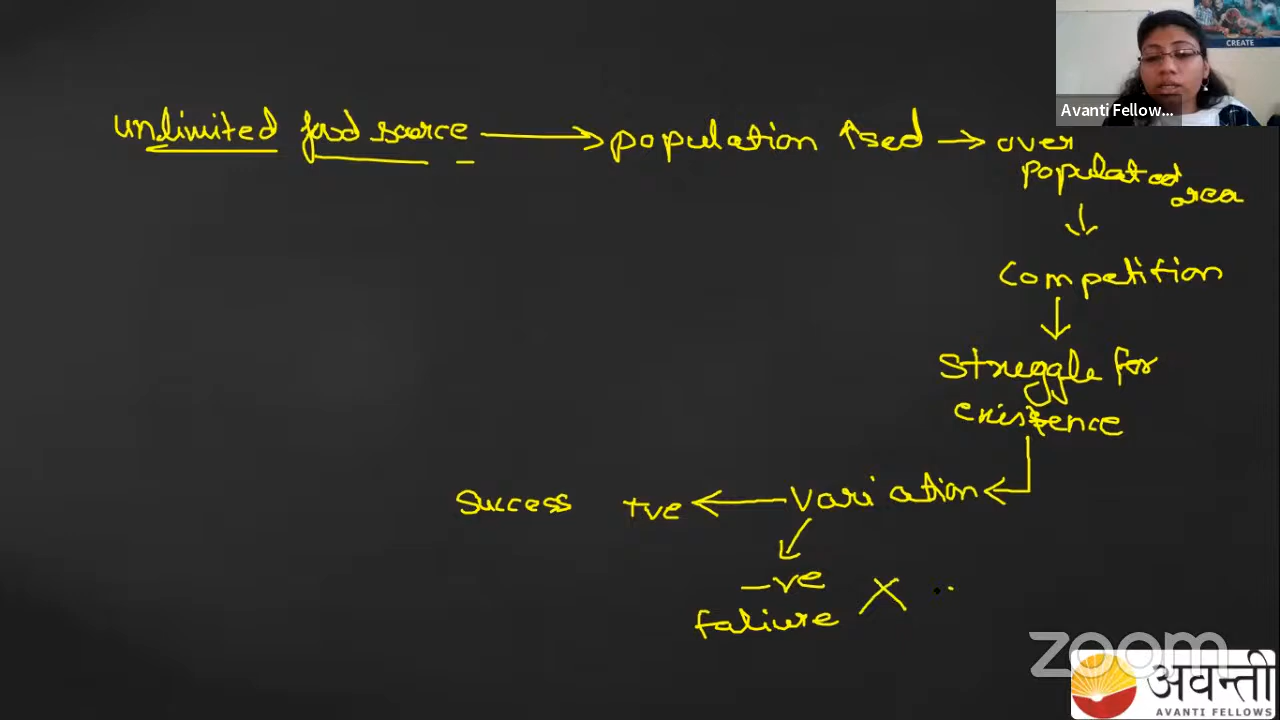 CREATE
Avanti Fellow...
unlimited food source → population ↑sed → over
populated area
↓
Competition
↓
Struggle for
existence
Success +ve ← Variation
-ve
faliure X
zoom
अवन्ती
AVANTI FELLOWS